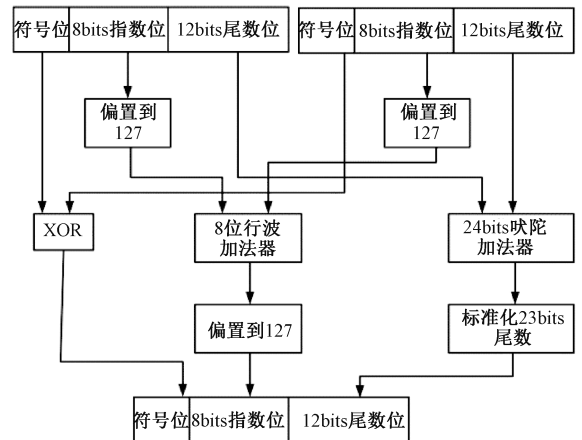 符号位 8bits指数位 12bits尾数位 符号位 8bits指数位 12bits尾数位
偏置到
127
偏置到
127
XOR
8位行波
加法器
24bits吠陀
加法器
偏置到127
标准化23bits
尾数
符号位 8bits指数位 12bits尾数位